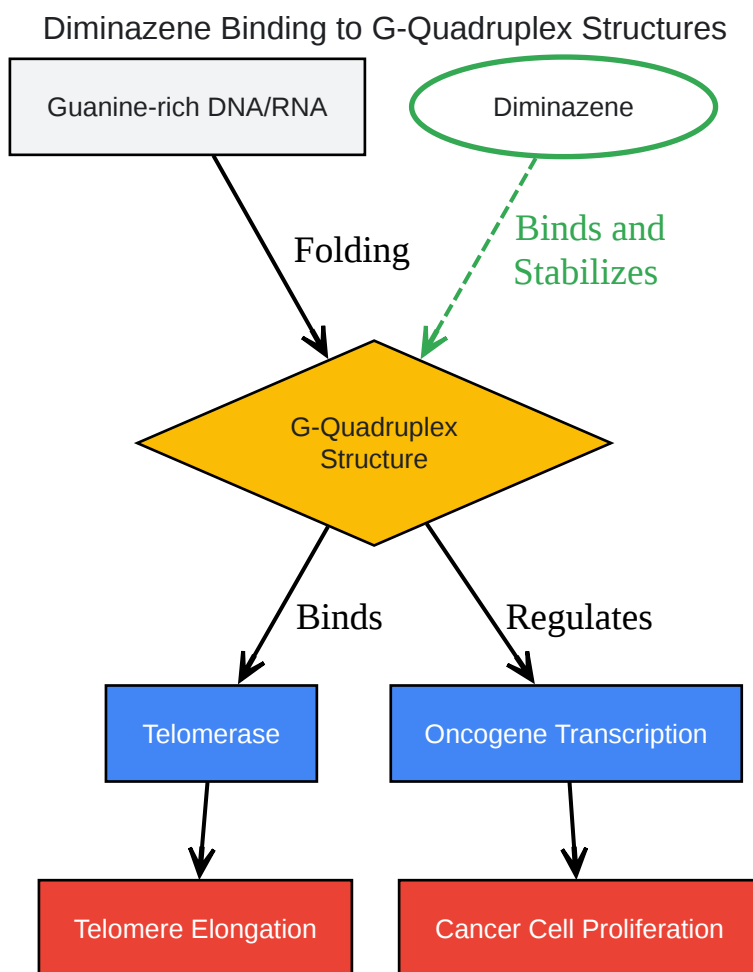 Diminazene Binding to G-Quadruplex Structures
Guanine-rich DNA/RNA
Diminazene
Folding
Binds and
Stabilizes
G-Quadruplex
Structure
Binds
Regulates
Telomerase
Oncogene Transcription
Telomere Elongation
Cancer Cell Proliferation